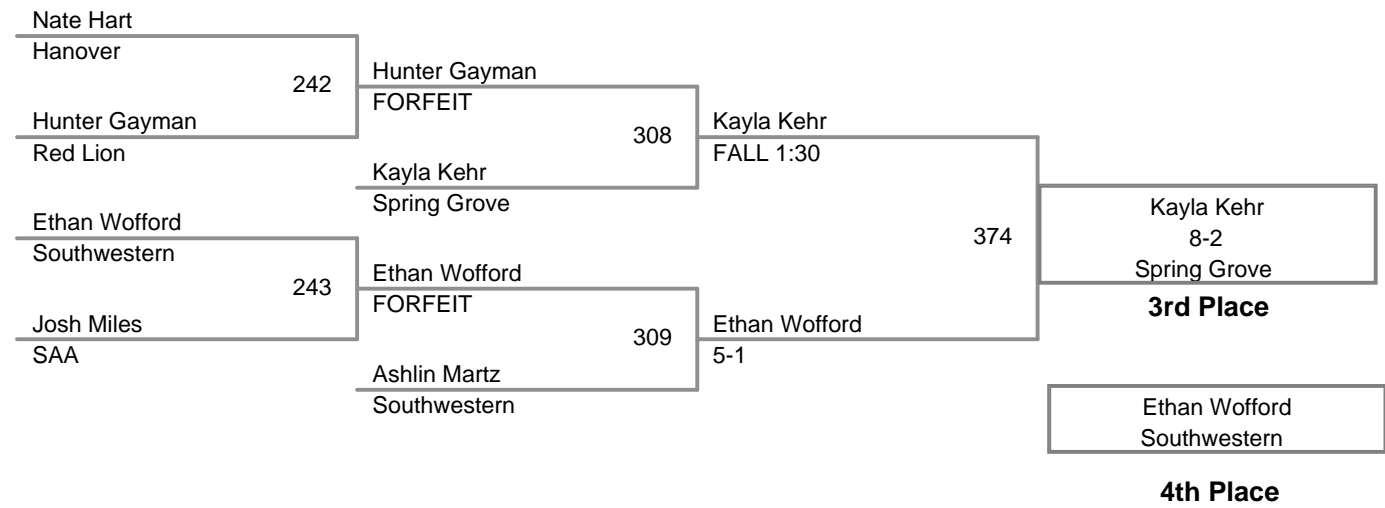 Nate Hart
Hanover
242
Hunter Gayman
Red Lion
Hunter Gayman
FORFEIT
308
Kayla Kehr
Spring Grove
Ethan Wofford
Southwestern
243
Josh Miles
SAA
Ethan Wofford
FORFEIT
309
Ashlin Martz
Southwestern
Kayla Kehr
FALL 1:30
374
Ethan Wofford
5-1
Kayla Kehr
8-2
Spring Grove
3rd Place
Ethan Wofford
Southwestern
4th Place